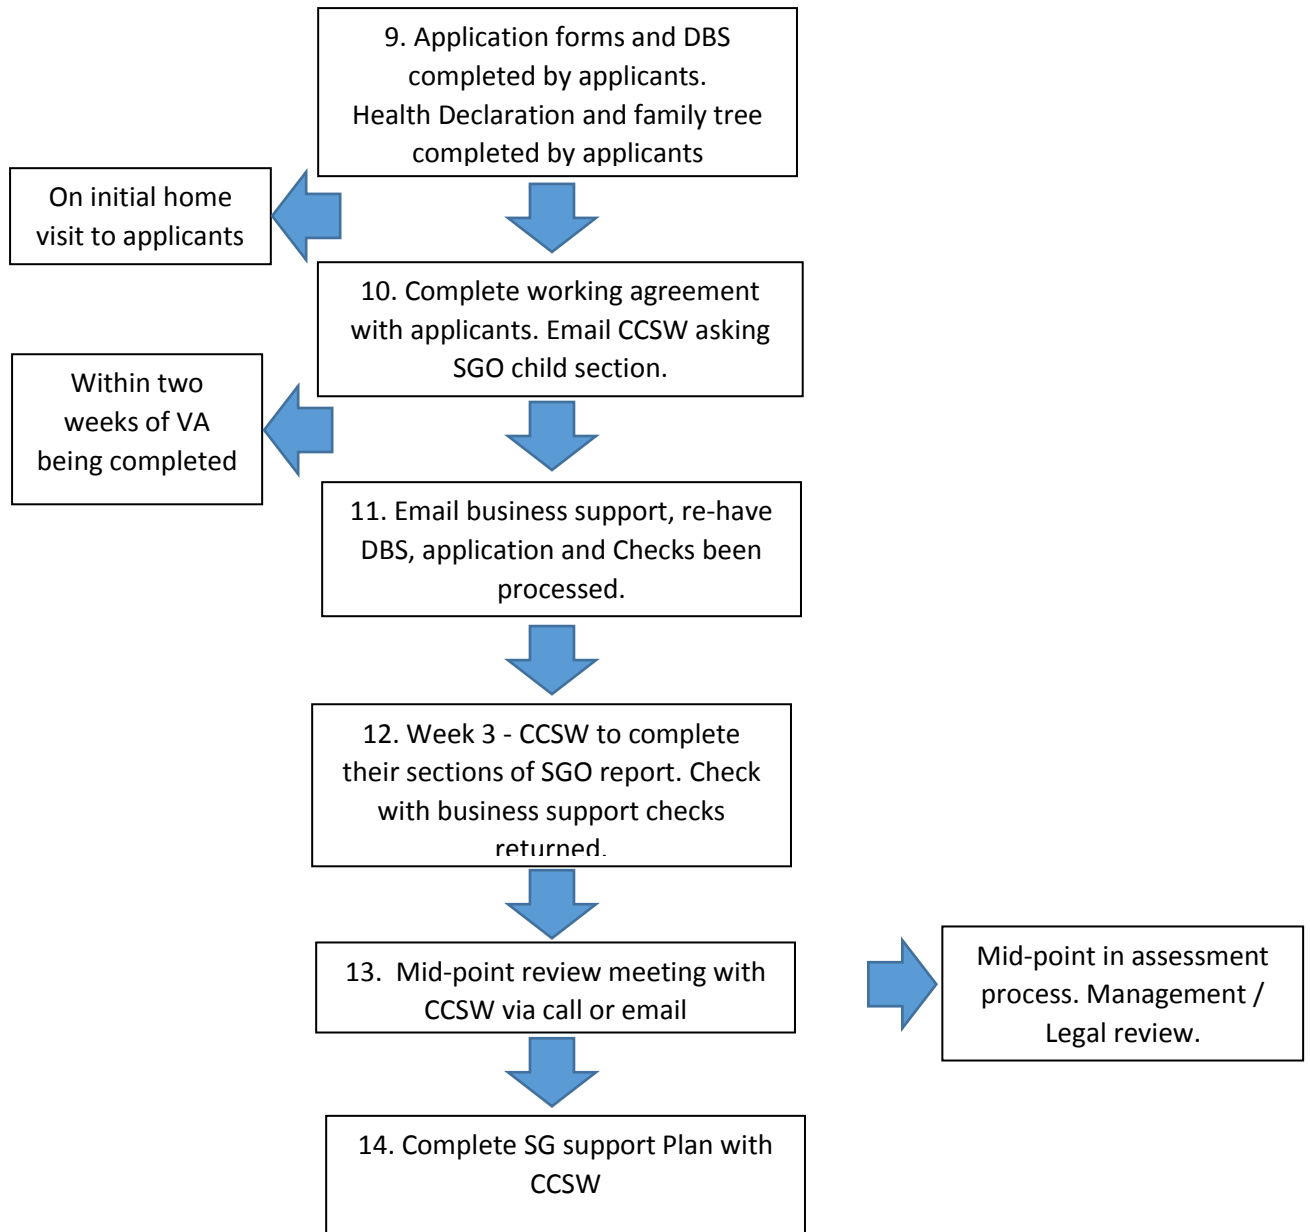 9. Application forms and DBS
completed by applicants.
Health Declaration and family tree
completed by applicants
On initial home
visit to applicants
10. Complete working agreement
with applicants. Email CCSW asking
SGO child section.
Within two
weeks of VA
being completed
11. Email business support, re-have
DBS, application and Checks been
processed.
12. Week 3 - CCSW to complete
their sections of SGO report. Check
with business support checks
returned.
13. Mid-point review meeting with
CCSW via call or email
Mid-point in assessment
process. Management /
Legal review.
14. Complete SG support Plan with
CCSW